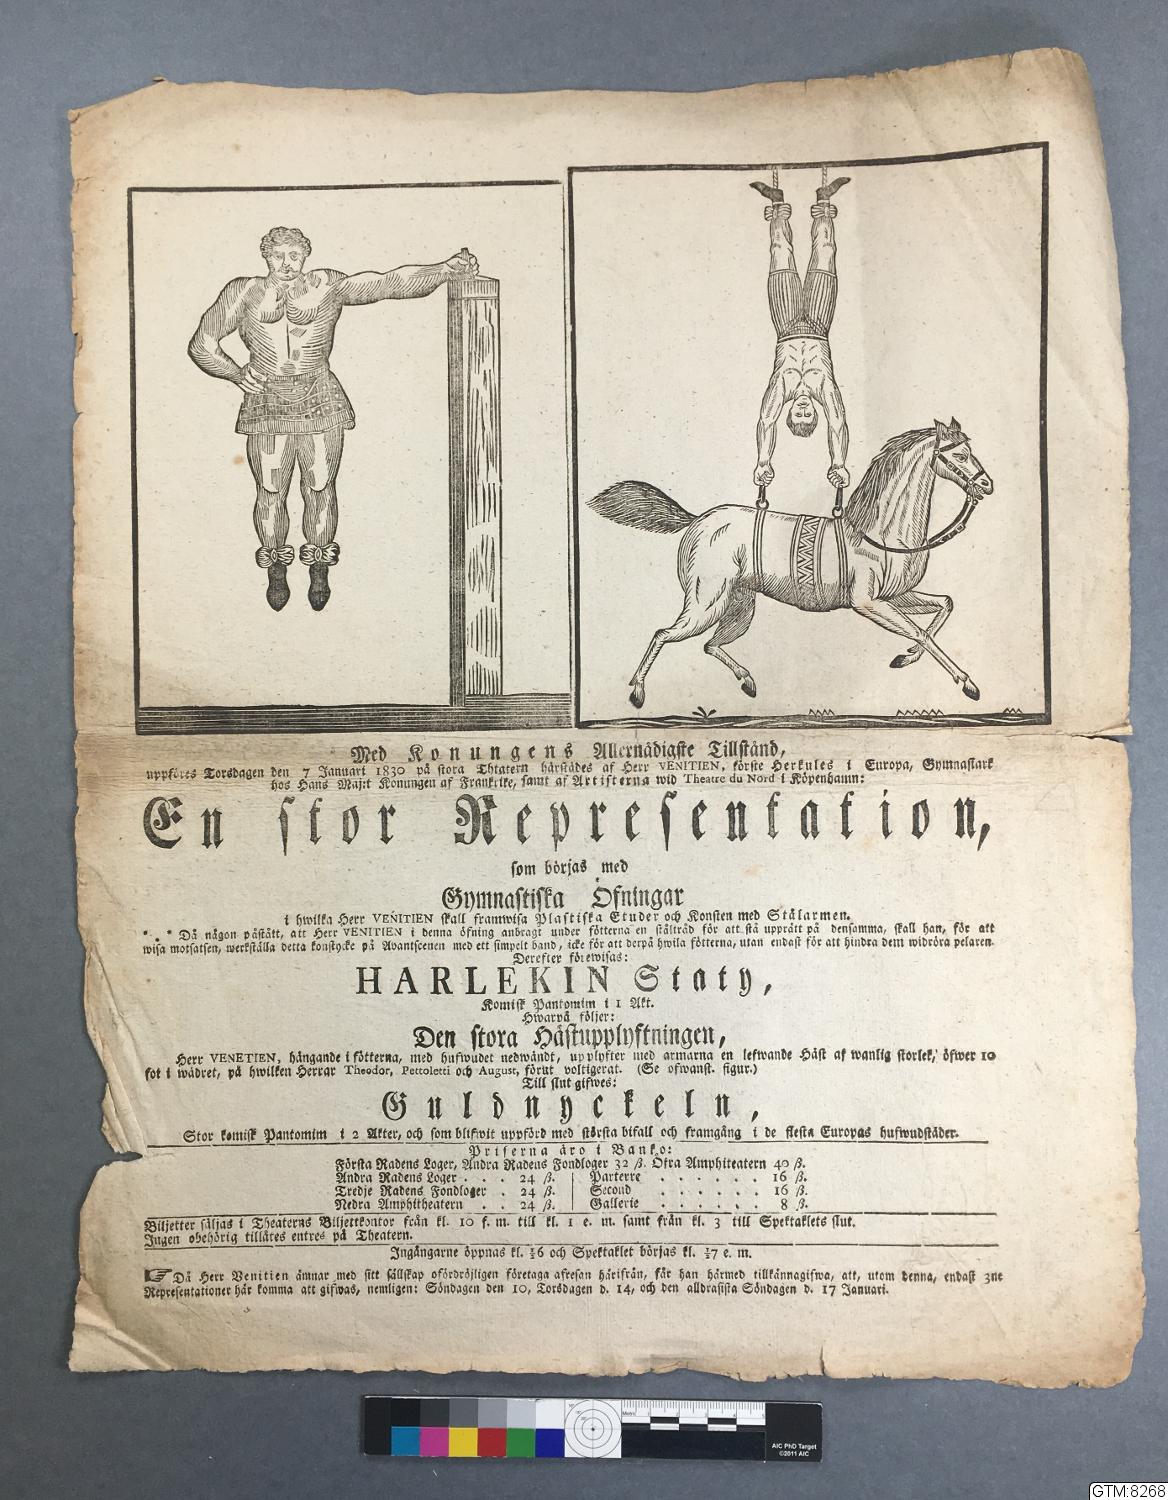 Med Konungens Allernådigste Tillstånd,
uppföres Torsdagen den 7 Januari 1830 på stora Thtatern härstädes af Herr VENITIEN, förste Herkules i Europa, Gymnastark
hos Hans Maj:t Konungen af Frankrike, samt af Artisterna wid Theatre du Nord i Köpenhamn:
En stor Representation,
som börjas med
Gymnastiska Öfningar
i hwilka Herr VENITIEN skall framwisa Plastiska Etuder och Konsten med Stålarmen.
*.* Då någon påstått, att Herr VENITIEN i denna öfning anbragt under fötterna en ståltråd för att stå upprätt på densamma, skall han, för att
wisa motsatsen, werkställa detta konstycke på Avantscenen med ett simpelt band, icke för att derpå hwila fötterna, utan endast för att hindra dem widröra pelaren.
Derefter förewisas:
HARLEKIN Staty,
Komisk Pantomim i 1 Akt.
Hwarpå följer:
Den stora Hästupplyftningen,
Herr VENETIEN, hängande i fötterna, med hufwudet nedwändt, upplyfter med armarna en lefwande Häst af wanlig storlek, öfwer 10
fot i wädret, på hwilken Herrar Theodor, Pettoletti och August, förut voltigerat. (Se ofwanst. figur.)
Till slut gifwes:
Guldnyckeln,
Stor komisk Pantomim i 2 Akter, och som blifwit uppförd med största bifall och framgång i de flesta Europas hufwudstäder.
Priserna äro i Banko:
Första Radens Loger, Andra Radens Fondloger 32 ß. Öfra Amphiteatern 40 ß.
Andra Radens Loger . . . 24 ß. | Parterre . . . . . . 16 ß.
Tredje Radens Fondloger . 24 ß. | Second . . . . . . 16 ß.
Nedra Amphitheatern . . 24 ß. | Gallerie . . . . . 8 ß.
Biljetter säljas i Theaterns Biljettkontor från kl. 10 f. m. till kl. 1 e. m. samt från kl. 3 till Spektaklets slut.
Ingen obehörig tillåtes entres på Theatern.
Ingångarne öppnas kl. ½6 och Spektaklet börjas kl. ½7 e. m.
☞ Då Herr Venitien ämnar med sitt sällskap ofördröjligen företaga afresan härifrån, får han härmed tillkännagifwa, att, utom denna, endast 3ne
Representationer här komma att gifwas, nemligen: Söndagen den 10, Torsdagen d. 14, och den alldrasista Söndagen d. 17 Januari.
AIC PhD Target
©2011 AIC
GTM:8268